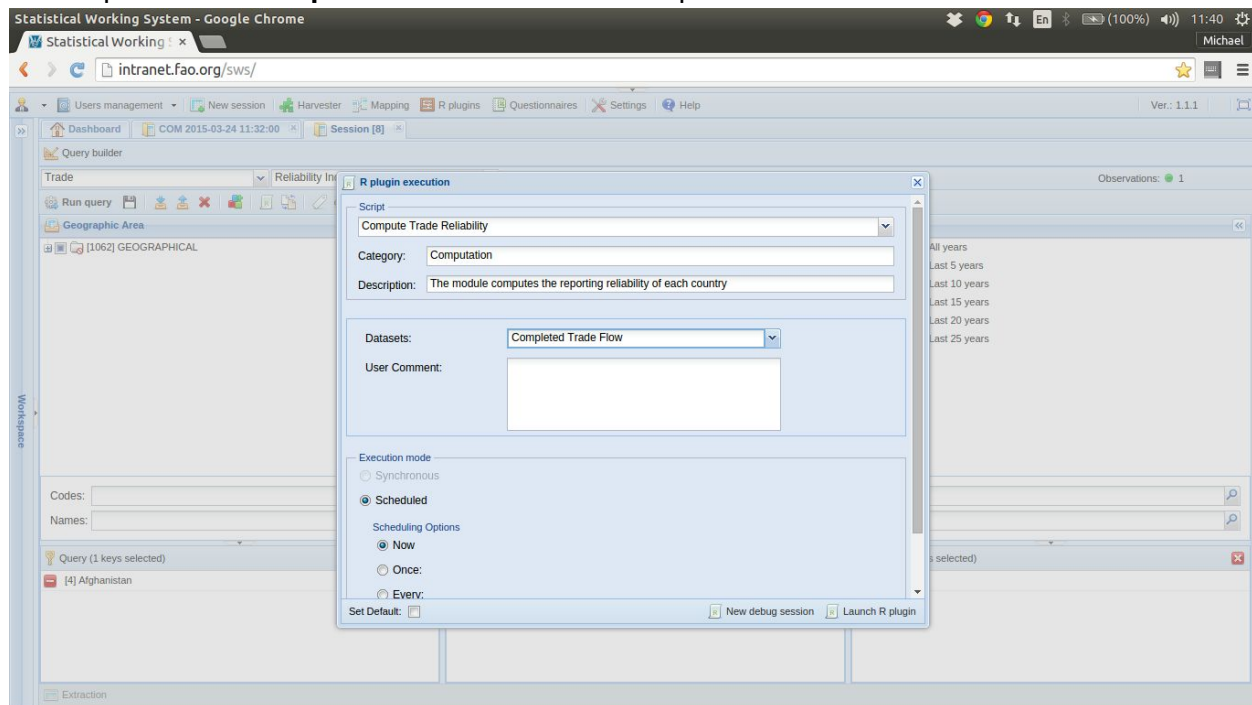 Statistical Working System - Google Chrome
En (100%) 11:40
Statistical Working S ×
Michael
intranet.fao.org/sws/
Users management New session Harvester Mapping R plugins Questionnaires Settings Help Ver.: 1.1.1
Dashboard COM 2015-03-24 11:32:00 Session [8]
Query builder
Trade Reliability In Observations: 1
Run query
Geographic Area
[1062] GEOGRAPHICAL
All years
Last 5 years
Last 10 years
Last 15 years
Last 20 years
Last 25 years
Workspace
R plugin execution
Script
Compute Trade Reliability
Category: Computation
Description: The module computes the reporting reliability of each country
Datasets: Completed Trade Flow
User Comment:
Execution mode
Synchronous
Scheduled
Scheduling Options
Now
Once:
Every:
Set Default: New debug session Launch R plugin
Codes:
Names:
Query (1 keys selected)
s selected)
[4] Afghanistan
Extraction